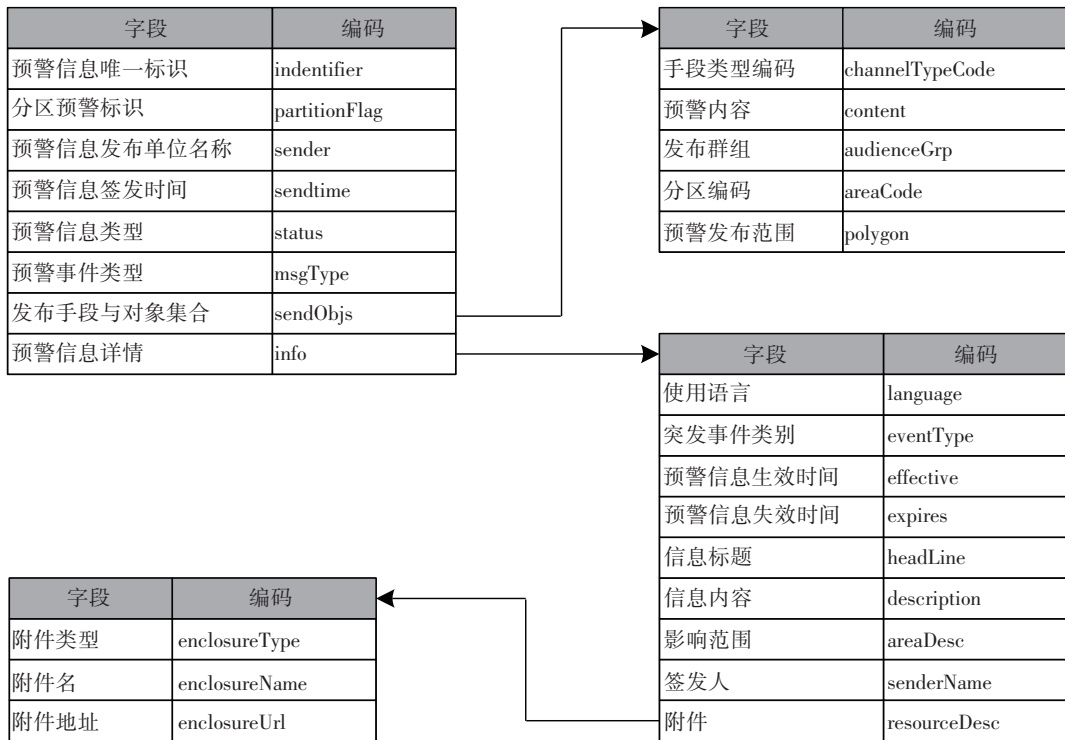 字段 编码
预警信息唯一标识 indentifier
分区预警标识 partitionFlag
预警信息发布单位名称 sender
预警信息签发时间 sendtime
预警信息类型 status
预警事件类型 msgType
发布手段与对象集合 sendObjs
预警信息详情 info
字段 编码
手段类型编码 channelTypeCode
预警内容 content
发布群组 audienceGrp
分区编码 areaCode
预警发布范围 polygon
字段 编码
使用语言 language
突发事件类别 eventType
预警信息生效时间 effective
预警信息失效时间 expires
信息标题 headLine
信息内容 description
影响范围 areaDesc
签发人 senderName
附件 resourceDesc
字段 编码
附件类型 enclosureType
附件名 enclosureName
附件地址 enclosureUrl